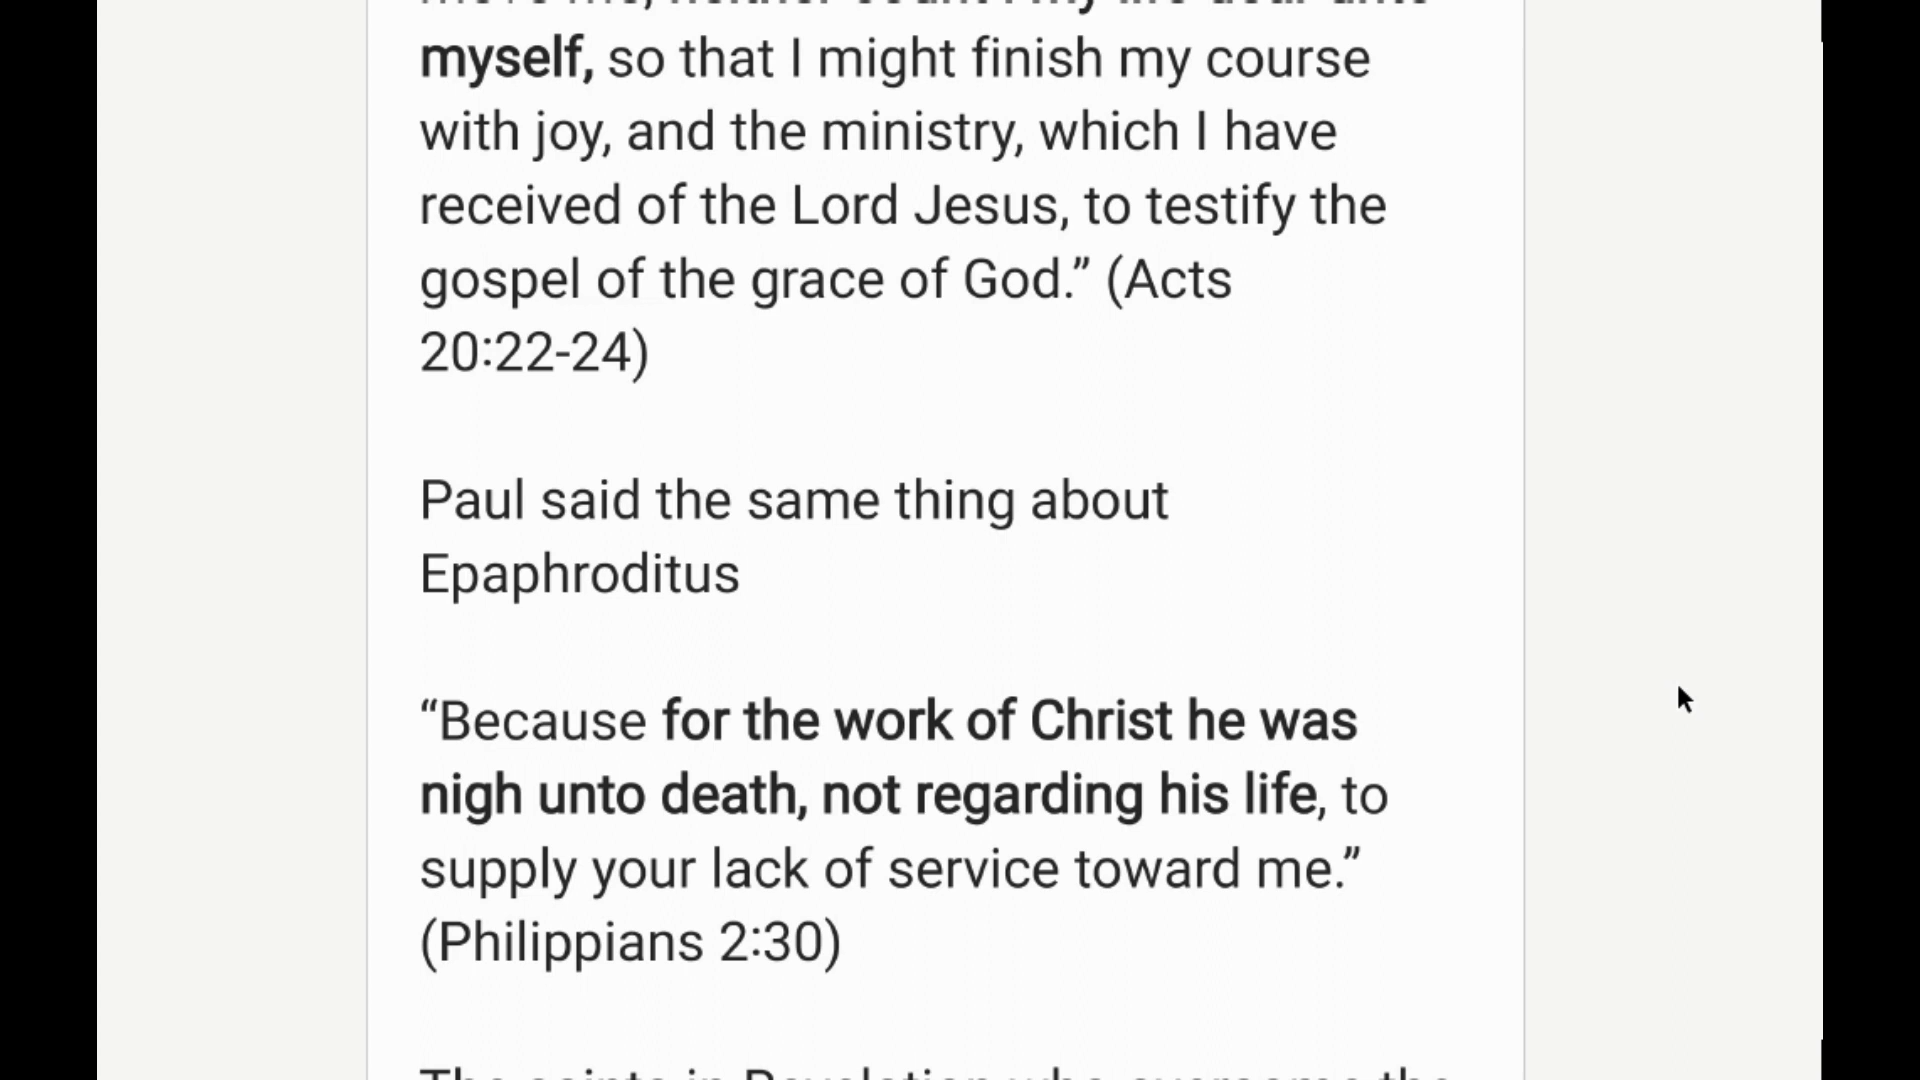 myself, so that I might finish my course
with joy, and the ministry, which I have
received of the Lord Jesus, to testify the
gospel of the grace of God.” (Acts
20:22-24)
Paul said the same thing about
Epaphroditus
“Because for the work of Christ he was
nigh unto death, not regarding his life, to
supply your lack of service toward me.”
(Philippians 2:30)